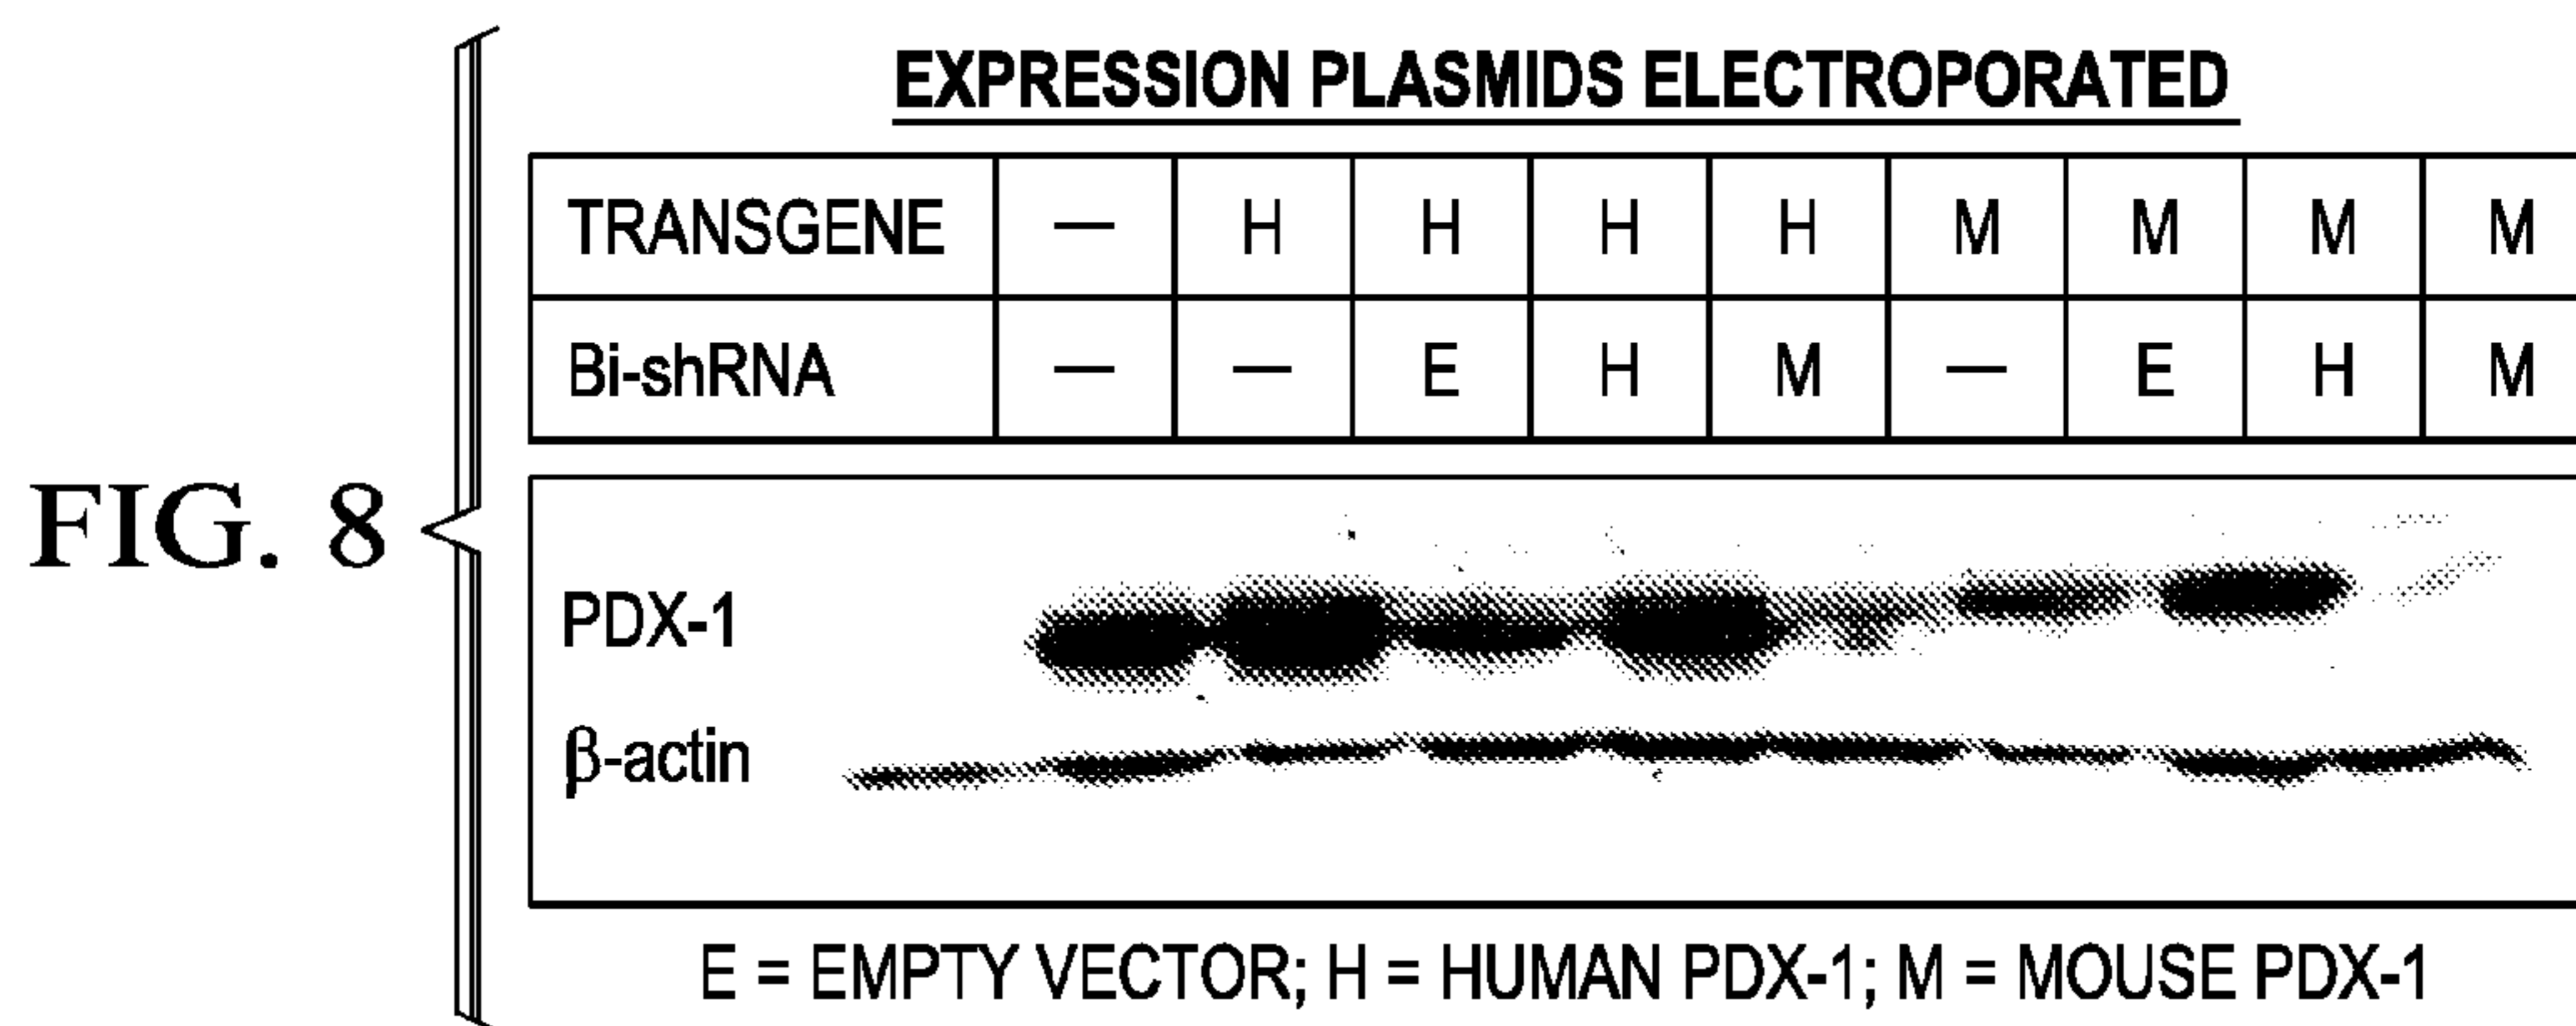 EXPRESSION PLASMIDS ELECTROPORATED
TRANSGENE — H H H H M M M M
Bi-shRNA — — E H M — E H M
FIG. 8
PDX-1
β-actin
E = EMPTY VECTOR; H = HUMAN PDX-1; M = MOUSE PDX-1